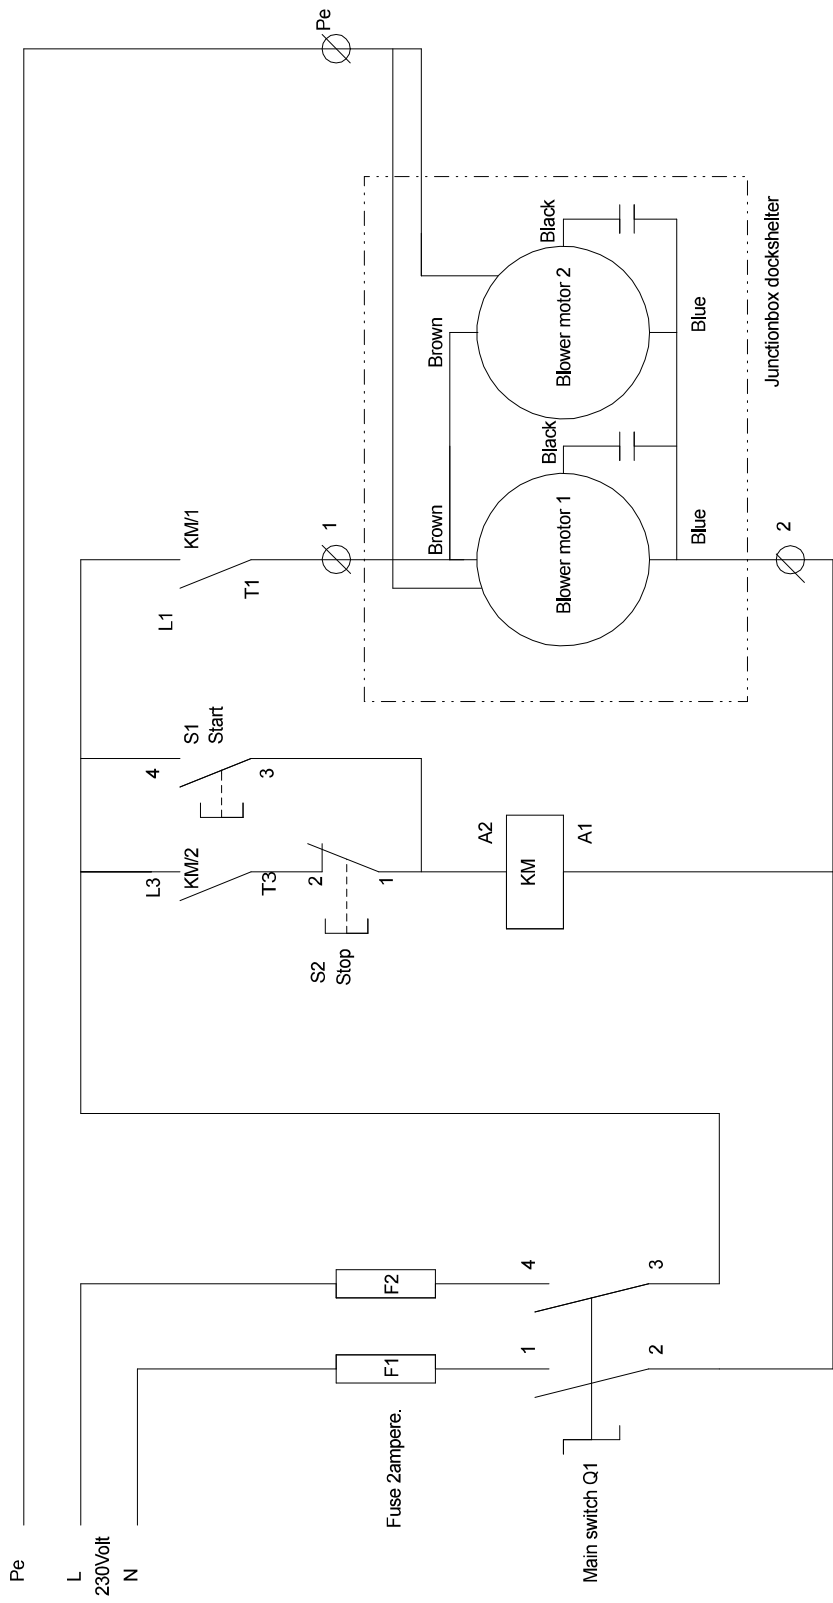 Pe
L
230Volt
N
Fuse 2ampere.
F1
F2
Main switch Q1
1
2
4
3
S2
Stop
L3
KM/2
T3
2
1
4
3
S1
Start
A2
KM
A1
L1
KM/1
T1
1
Pe
Brown
Brown
Black
Black
Blower motor 1
Blower motor 2
Blue
Blue
2
Junctionbox dockshelter